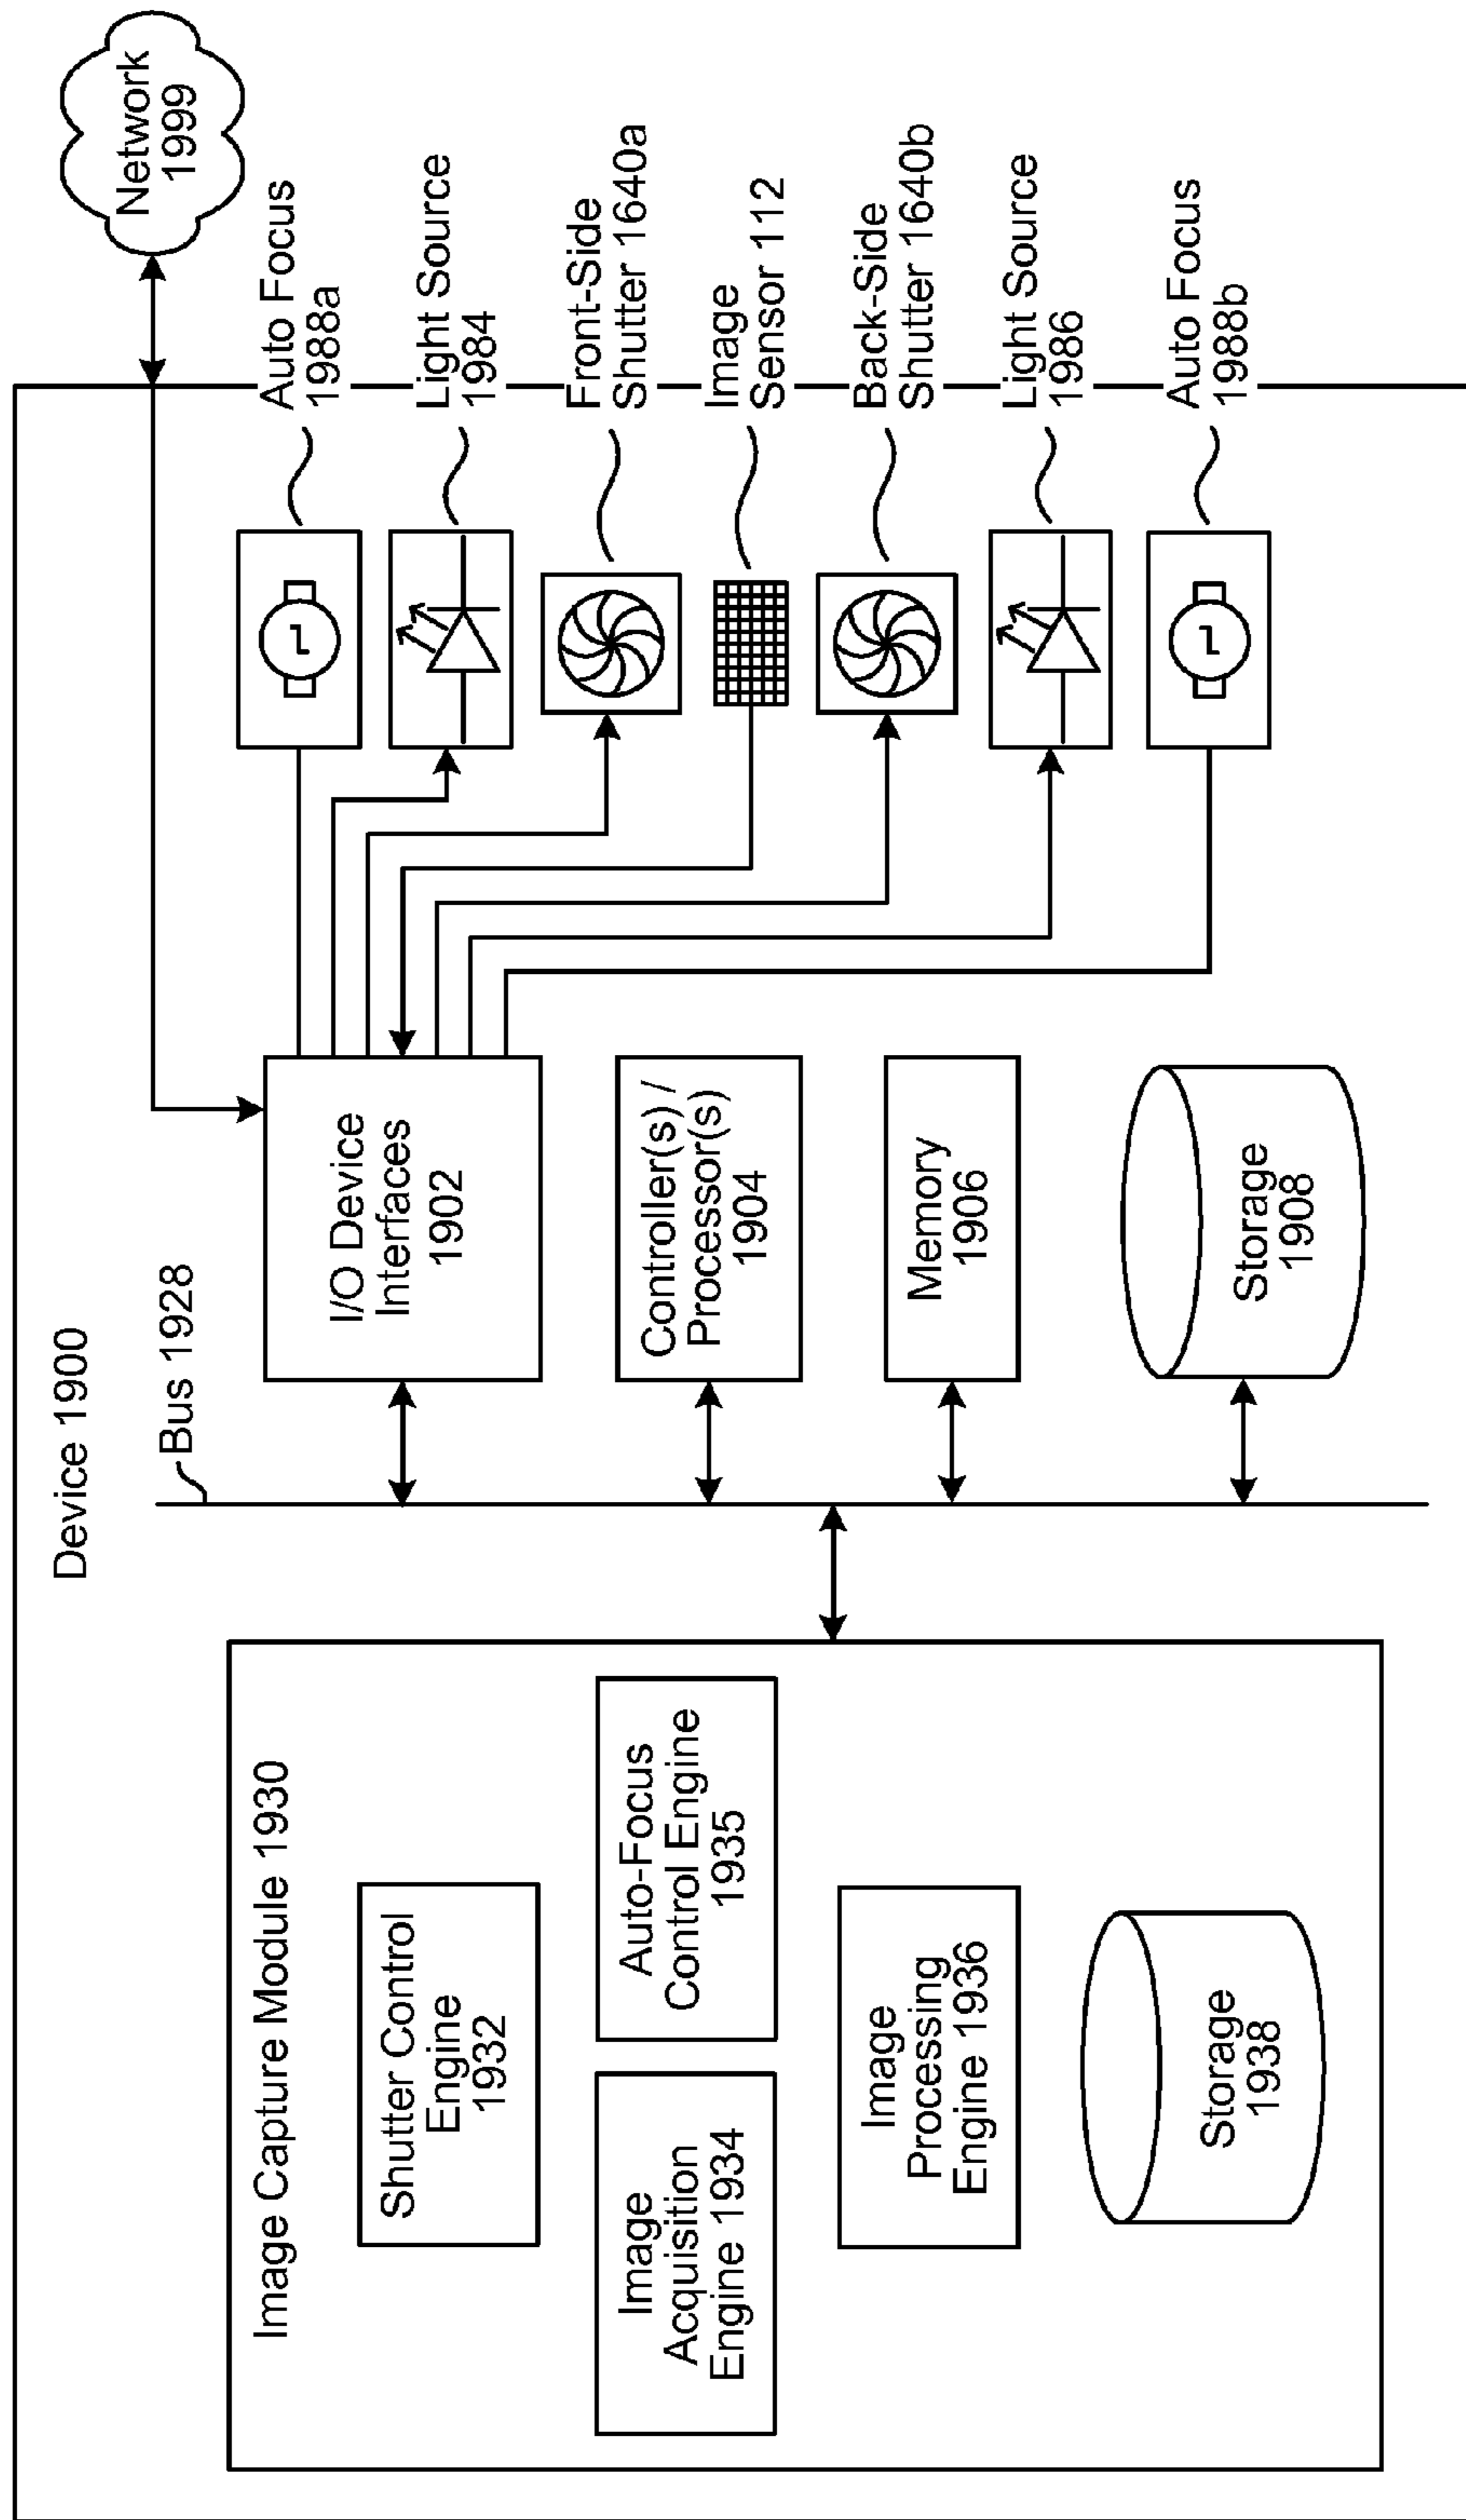 Device 1900
Image Capture Module 1930
Shutter Control
Engine
1932
Image
Acquisition
Engine 1934
Auto-Focus
Control Engine
1935
Image
Processing
Engine 1936
Storage
1938
Bus 1928
I/O Device
Interfaces
1902
Controller(s) /
Processor(s)
1904
Memory
1906
Storage
1908
Network
1999
Auto Focus
1988a
Light Source
1984
Front-Side
Shutter 1640a
Image
Sensor 112
Back-Side
Shutter 1640b
Light Source
1986
Auto Focus
1988b